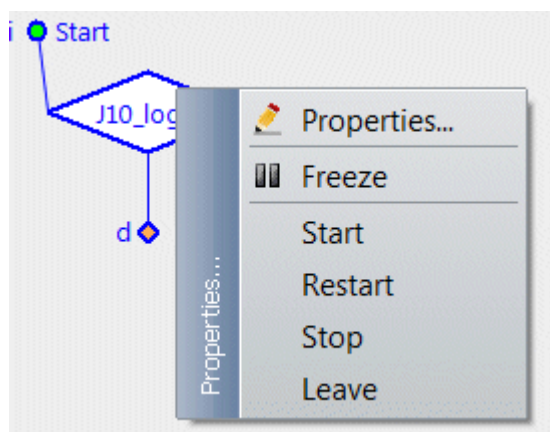 i Start
J10_log
Properties...
Freeze
d
Start
Restart
Stop
Leave
Properties...